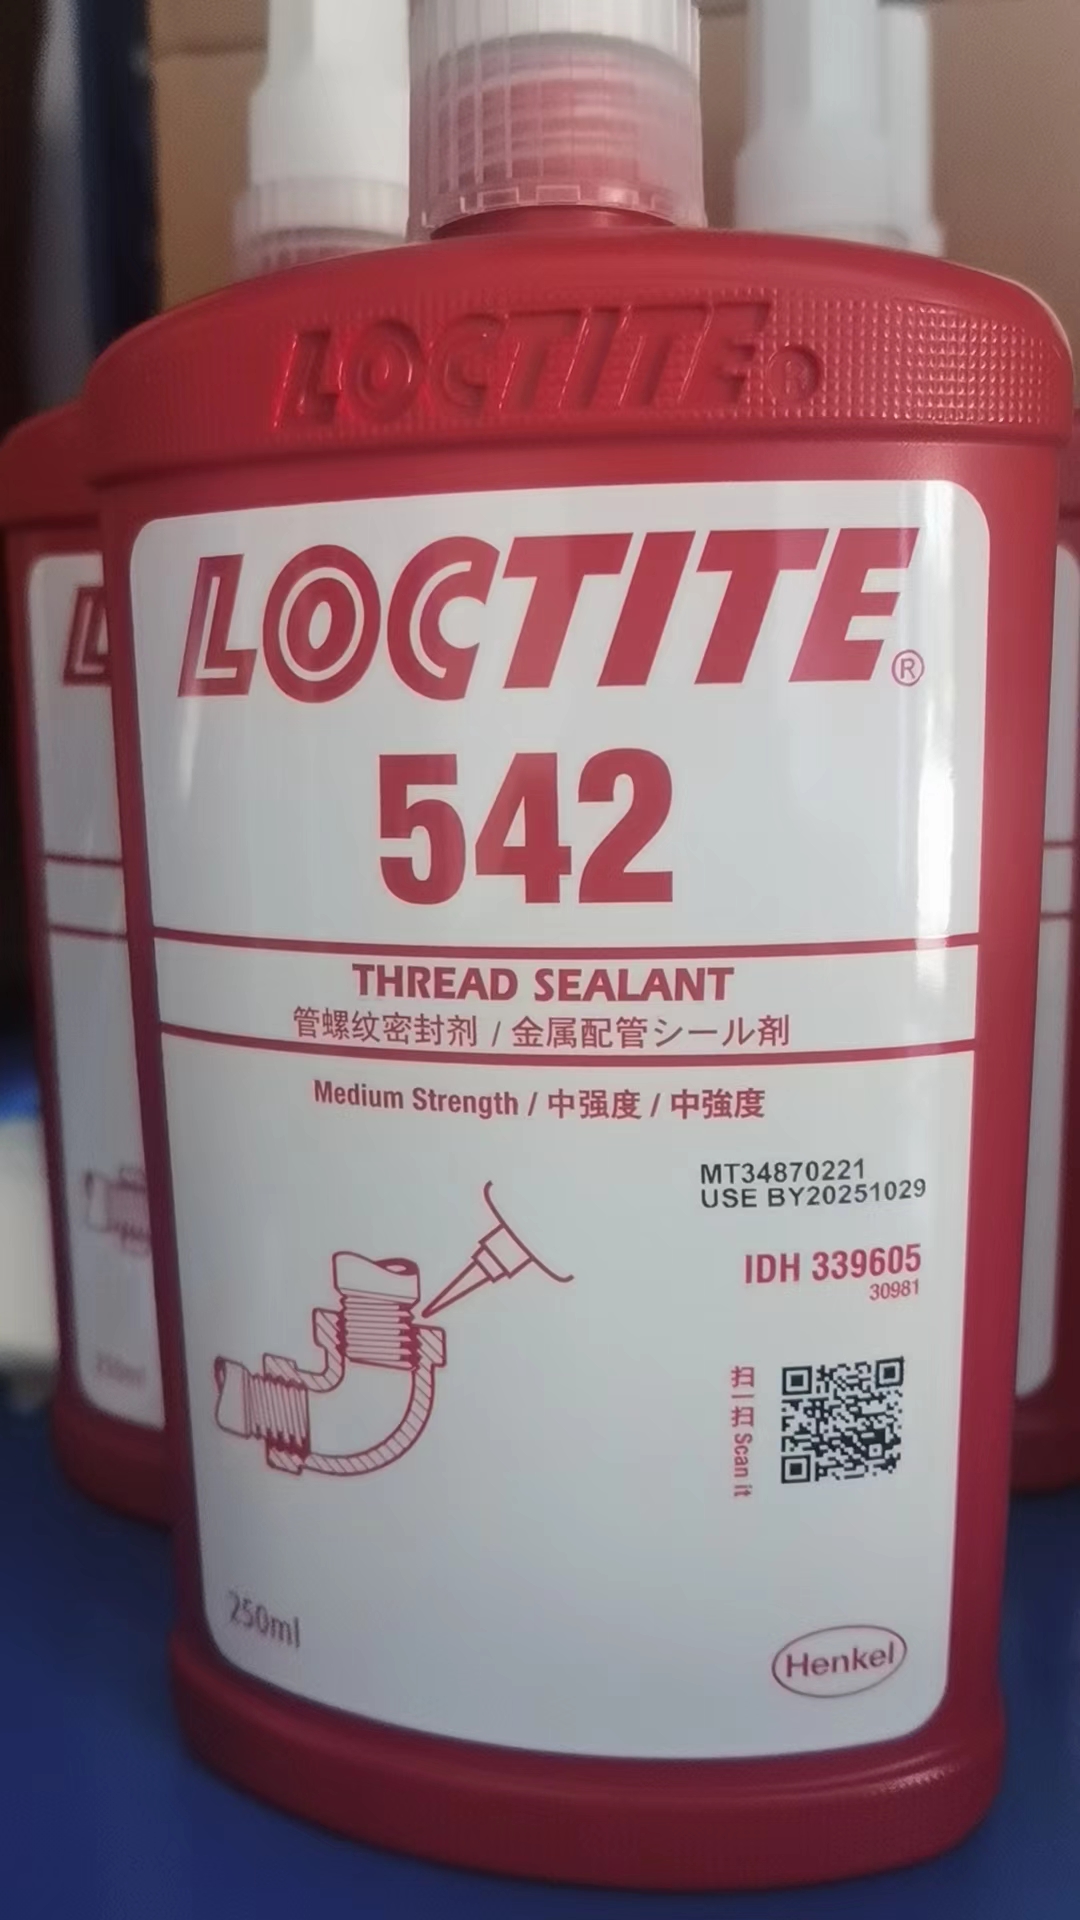 LOCTITE®
LOCTITE®
542
THREAD SEALANT
管螺纹密封剂 / 金属配管シール剤
Medium Strength / 中强度 / 中強度
MT34870221
USE BY20251029
IDH 339605
30981
扫一扫 Scan it
250ml
Henkel
L
250ml